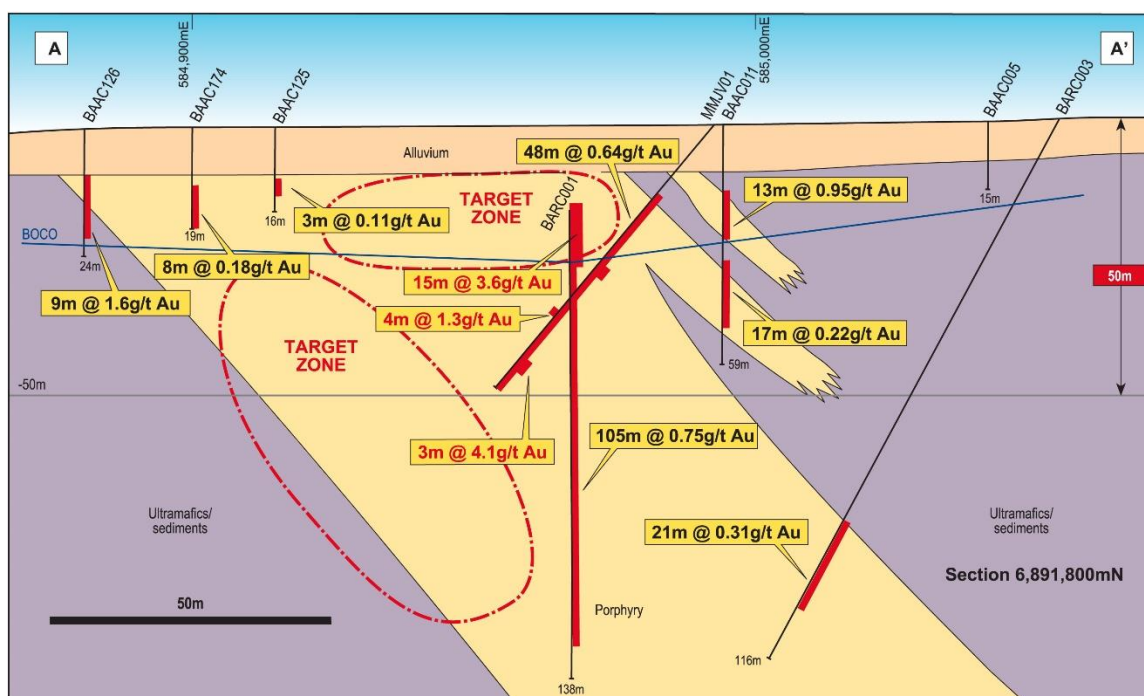 A
584,900mE
585,000mE
A'
BAAC126
BAAC174
BAAC125
MMJV01
BAAC011
BAAC005
BARC003
Alluvium
48m @ 0.64g/t Au
TARGET
ZONE
BARC001
13m @ 0.95g/t Au
3m @ 0.11g/t Au
16m
15m
19m
BOCO
24m
8m @ 0.18g/t Au
15m @ 3.6g/t Au
50m
9m @ 1.6g/t Au
4m @ 1.3g/t Au
17m @ 0.22g/t Au
TARGET
ZONE
59m
-50m
3m @ 4.1g/t Au
105m @ 0.75g/t Au
Ultramafics/
sediments
21m @ 0.31g/t Au
Ultramafics/
sediments
Section 6,891,800mN
50m
Porphyry
116m
138m